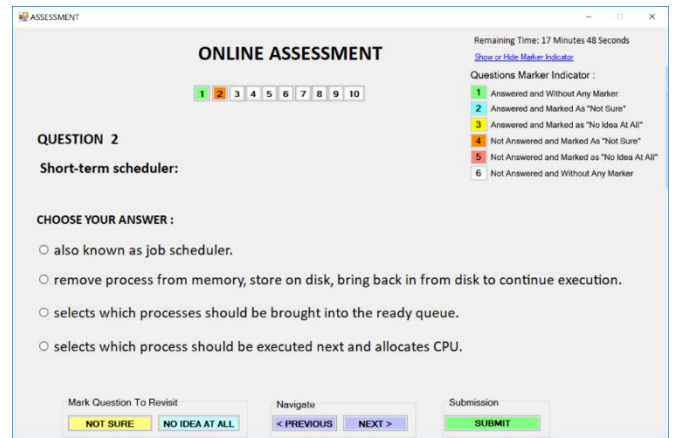 ASSESSMENT
ONLINE ASSESSMENT
Remaining Time: 17 Minutes 48 Seconds
Show or Hide Marker Indicator
Questions Marker Indicator :
1 Answered and Without Any Marker
2 Answered and Marked As "Not Sure"
3 Answered and Marked as "No Idea At All"
4 Not Answered and Marked As "Not Sure"
5 Not Answered and Marked as "No Idea At All"
6 Not Answered and Without Any Marker
1 2 3 4 5 6 7 8 9 10
QUESTION 2
Short-term scheduler:
CHOOSE YOUR ANSWER :
also known as job scheduler.
remove process from memory, store on disk, bring back in from disk to continue execution.
selects which processes should be brought into the ready queue.
selects which process should be executed next and allocates CPU.
Mark Question To Revisit
NOT SURE NO IDEA AT ALL
Navigate
< PREVIOUS NEXT >
Submission
SUBMIT